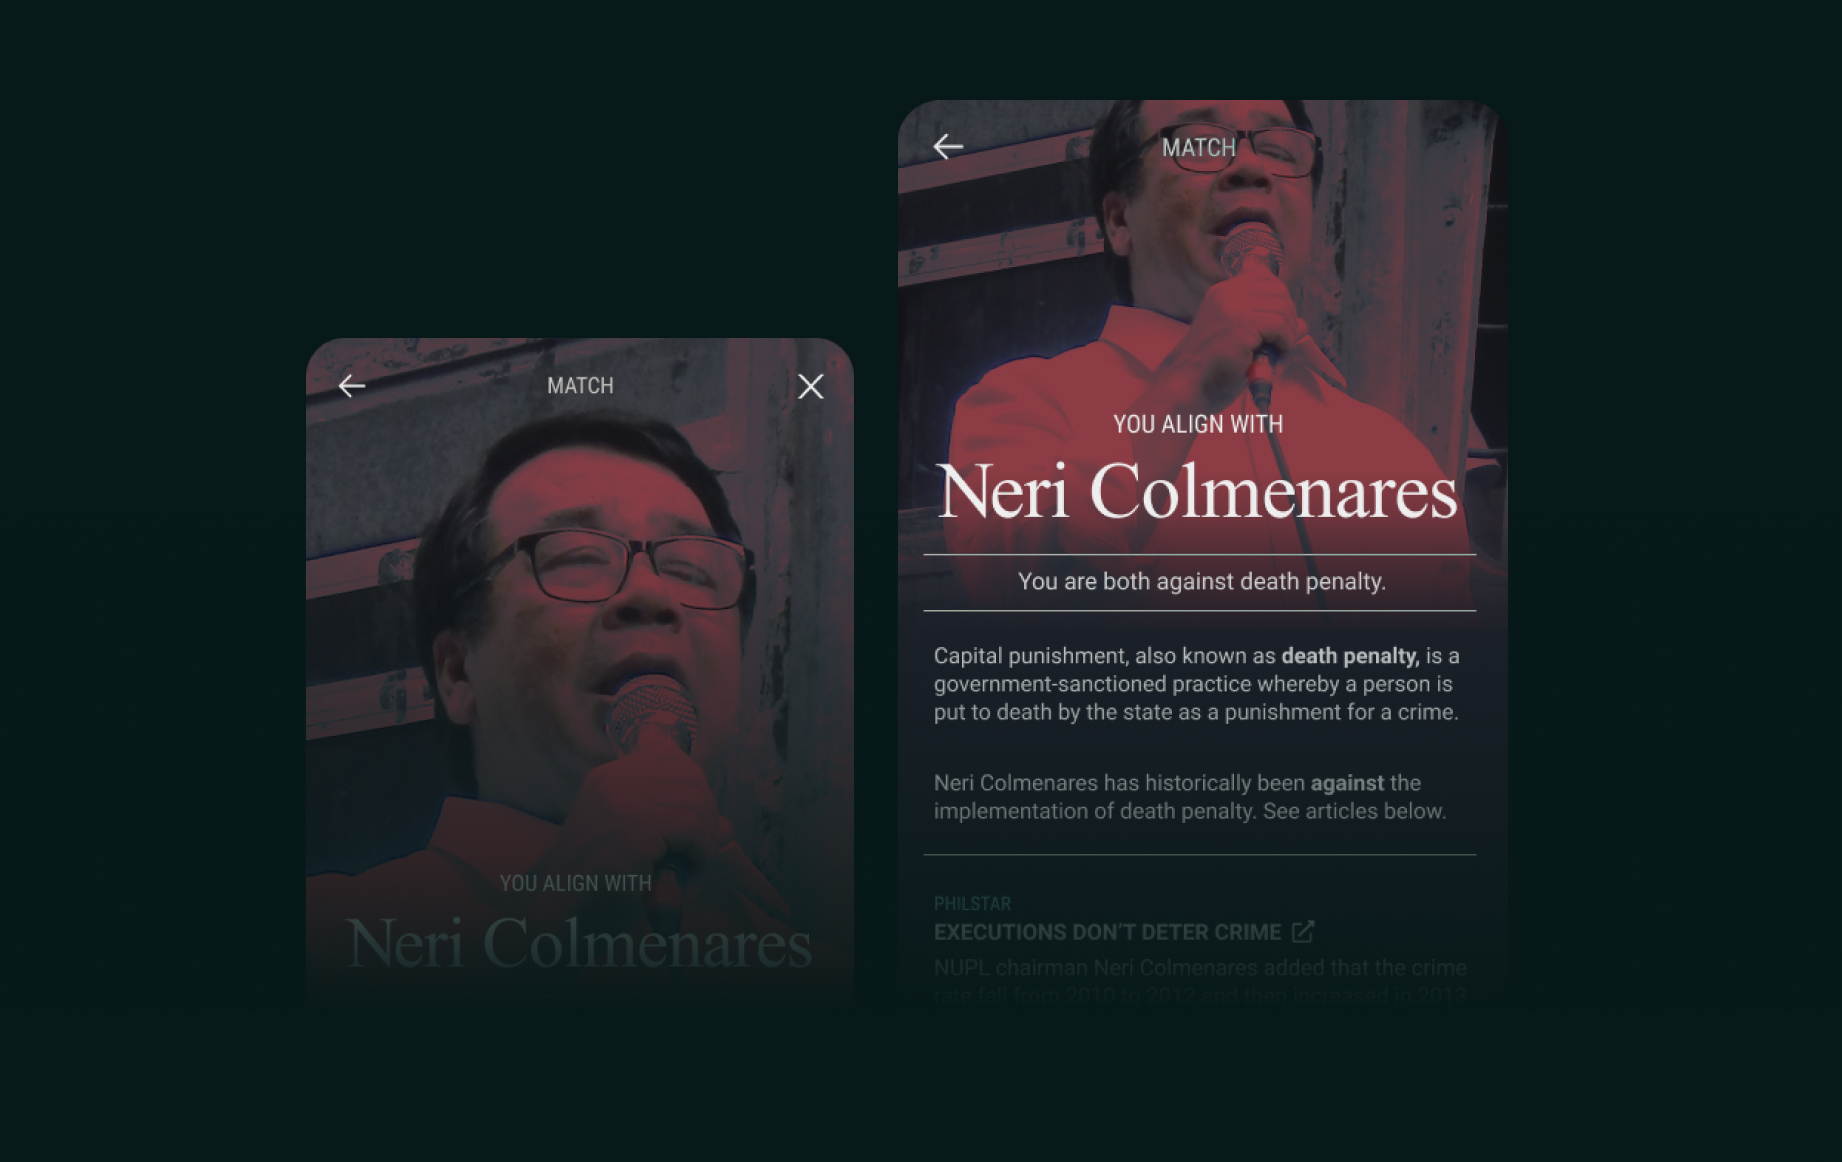 MATCH
YOU ALIGN WITH
Neri Colmenares
MATCH
YOU ALIGN WITH
Neri Colmenares
You are both against death penalty.
Capital punishment, also known as death penalty, is a
government-sanctioned practice whereby a person is
put to death by the state as a punishment for a crime.
Neri Colmenares has historically been against the
implementation of death penalty. See articles below.
PHILSTAR
EXECUTIONS DON'T DETER CRIME
NUPL chairman Neri Colmenares added that the crime
rate fell from 2010 to 2012 and then increased in 2013